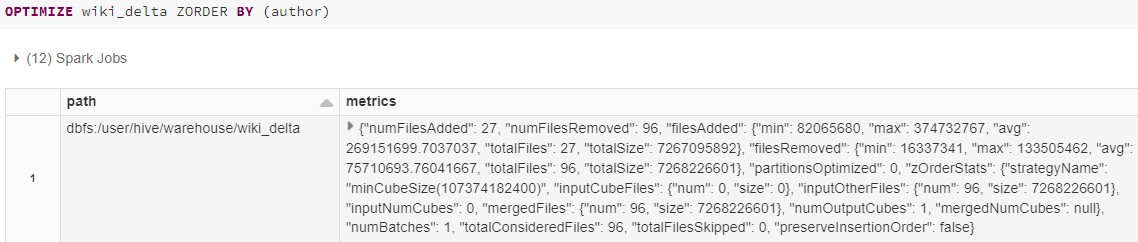 OPTIMIZE wiki_delta ZORDER BY (author)
(12) Spark Jobs
path metrics
1 dbfs:/user/hive/warehouse/wiki_delta {"numFilesAdded": 27, "numFilesRemoved": 96, "filesAdded": {"min": 82065680, "max": 374732767, "avg":
269151699.7037037, "totalFiles": 27, "totalSize": 7267095892}, "filesRemoved": {"min": 16337341, "max": 133505462, "avg":
75710693.76041667, "totalFiles": 96, "totalSize": 7268226601}, "partitionsOptimized": 0, "zOrderStats": {"strategyName":
"minCubeSize(107374182400)", "inputCubeFiles": {"num": 0, "size": 0}, "inputOtherFiles": {"num": 96, "size": 7268226601},
"inputNumCubes": 0, "mergedFiles": {"num": 96, "size": 7268226601}, "numOutputCubes": 1, "mergedNumCubes": null},
"numBatches": 1, "totalConsideredFiles": 96, "totalFilesSkipped": 0, "preserveInsertionOrder": false}